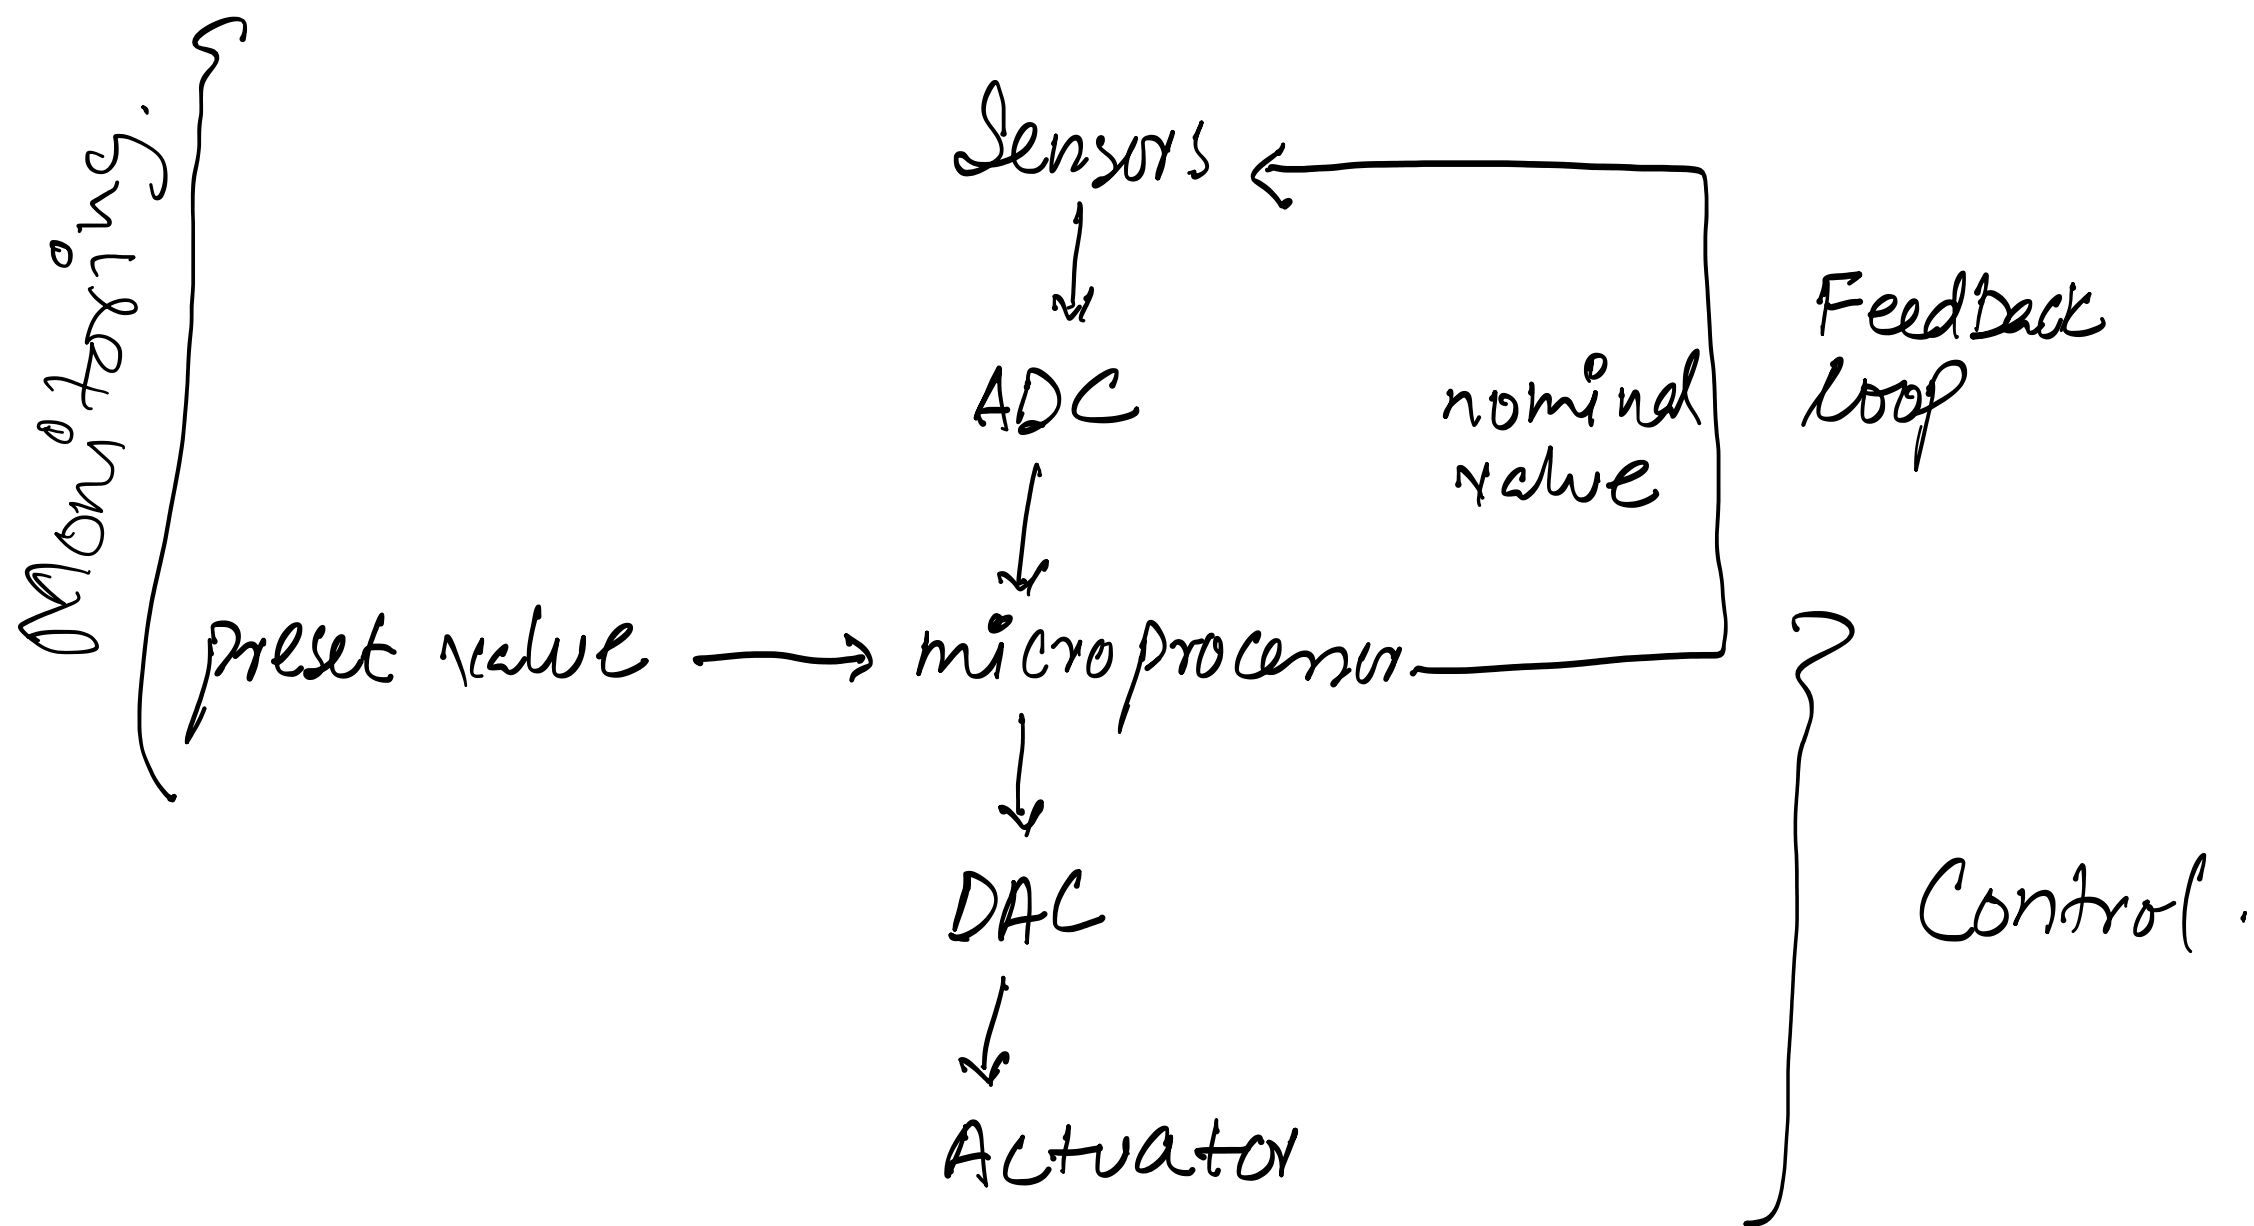 Monitoring.
Sensors
ADC
nominal
value
Feedback
loop
preset value
microprocessor
DAC
Actuator
Control.